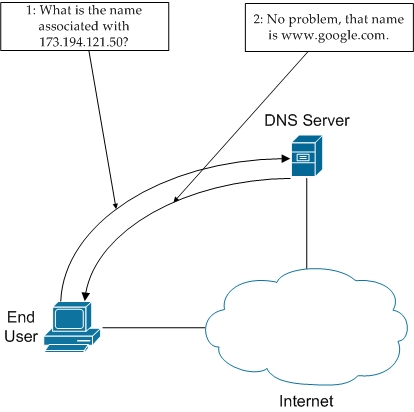 1: What is the name
associated with
173.194.121.50?
2: No problem, that name
is www.google.com.
DNS Server
End
User
Internet